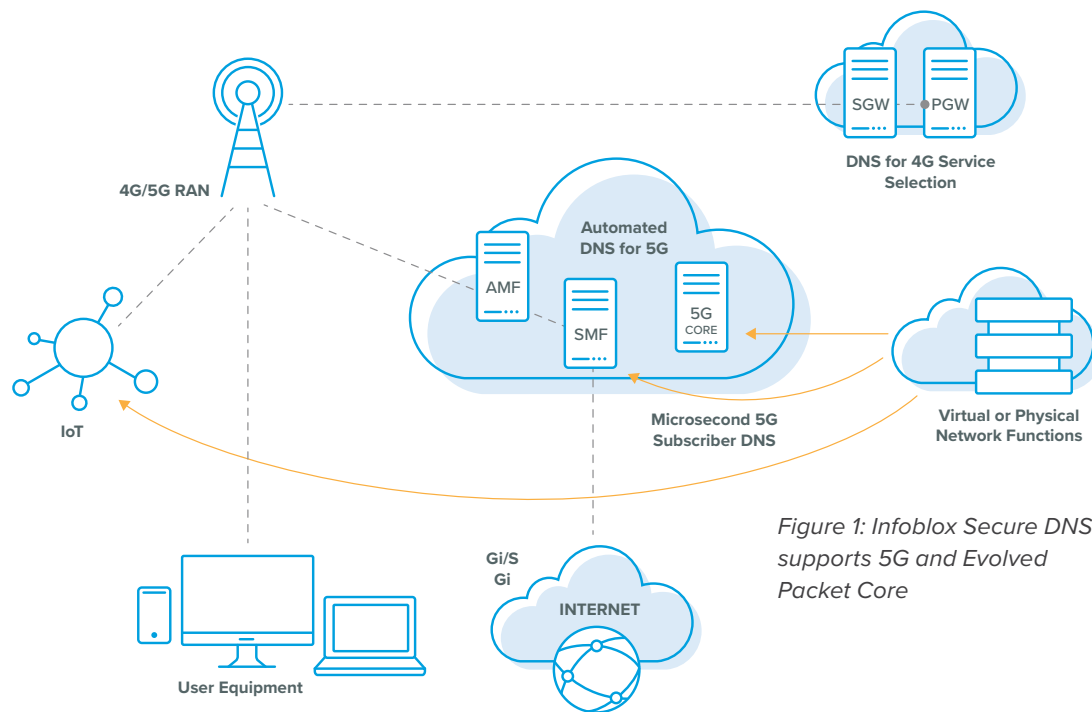 SGW
PGW
DNS for 4G Service
Selection
4G/5G RAN
Automated
DNS for 5G
AMF
SMF
5G
CORE
IoT
Microsecond 5G
Subscriber DNS
Virtual or Physical
Network Functions
Figure 1: Infoblox Secure DNS
supports 5G and Evolved
Packet Core
Gi/S
Gi
INTERNET
User Equipment